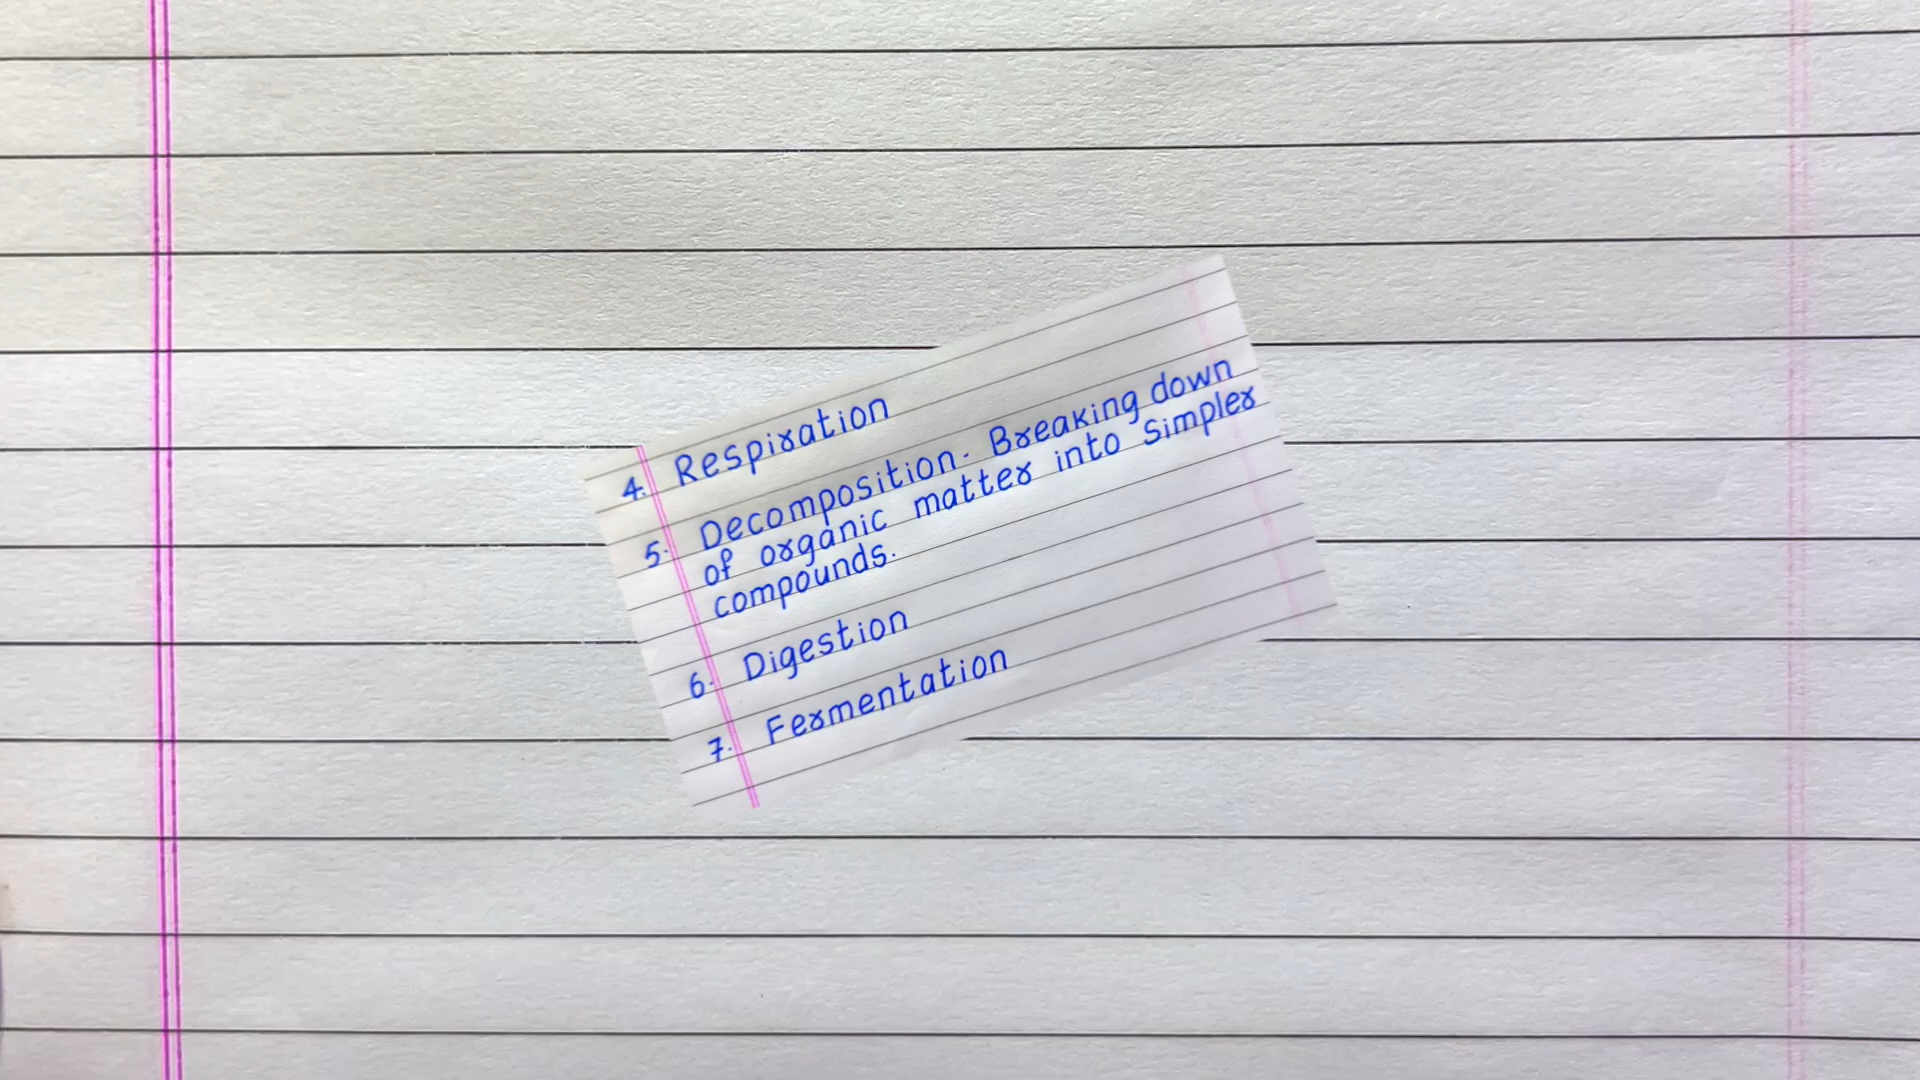 4. Respiration
5. Decomposition- Breaking down
of organic matter into Simpler
compounds.
6. Digestion
7. Fermentation